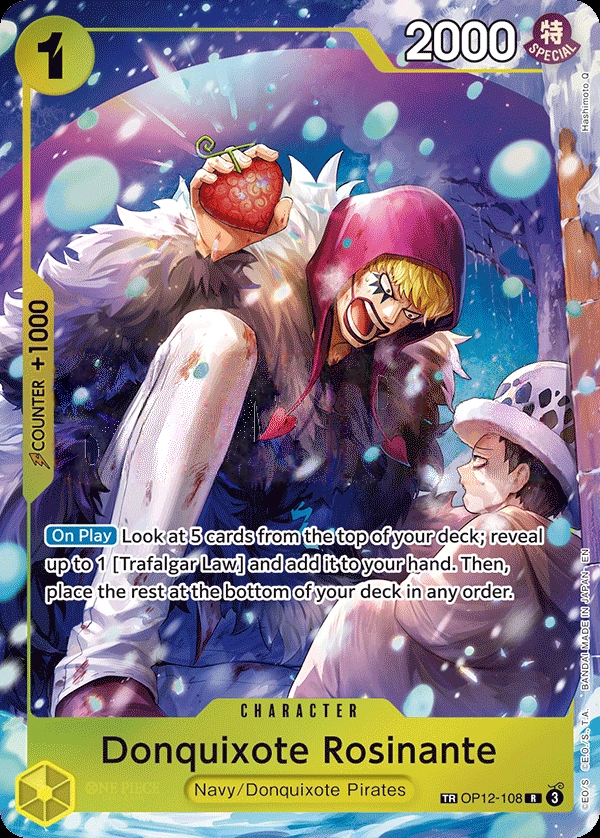 1
2000
特
SPECIAL
Hashimoto Q
COUNTER +1000
On Play Look at 5 cards from the top of your deck; reveal
up to 1 [Trafalgar Law] and add it to your hand. Then,
place the rest at the bottom of your deck in any order.
©E.O/S ©E.O./S.,T.A. BANDAI MADE IN JAPAN EN
CHARACTER
Donquixote Rosinante
ONE PIECE
Navy/Donquixote Pirates
TR OP12-108 R 3